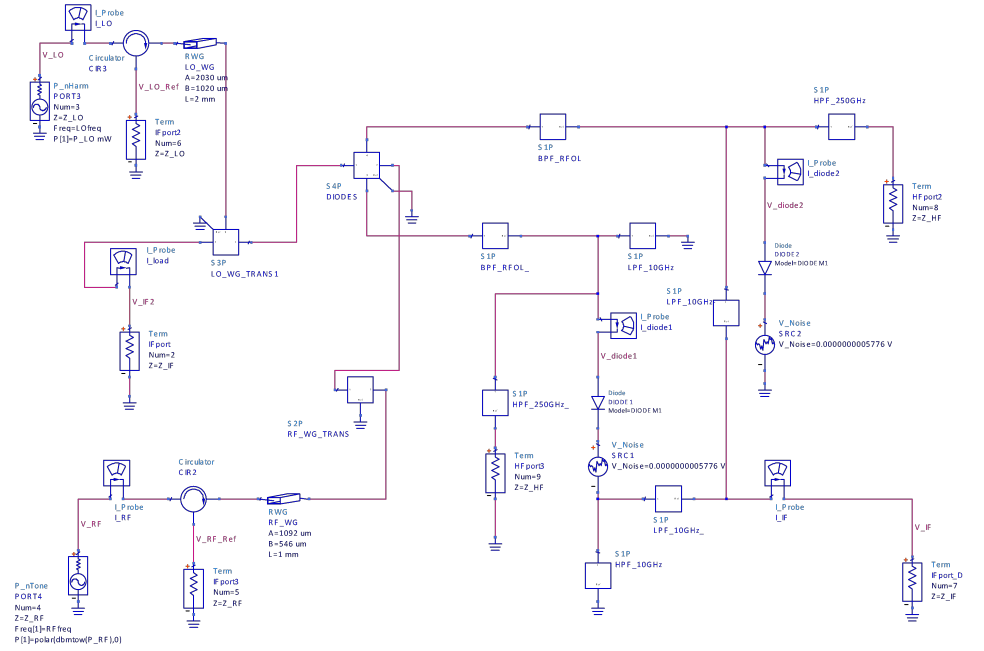 I_Probe
I_LO
V_LO
Circulator
CIR3
RWG
LO_WG
A=2030 um
B=1020 um
L=2 mm
P_nHarm
PORT3
Num=3
Z=Z_LO
Freq=LOfreq
P[1]=P_LO mW
V_LO_Ref
Term
IFport2
Num=6
Z=Z_LO
S1P
HPF_250GHz
S1P
BPF_RFOL
I_Probe
I_diode2
S4P
DIODES
Term
HFport2
Num=8
Z=Z_HF
V_diode2
S3P
LO_WG_TRANS1
I_Probe
I_load
S1P
BPF_RFOL_
S1P
LPF_10GHz
Diode
DIODE2
Model=DIODEM1
V_IF2
S1P
LPF_10GHz_
I_Probe
I_diode1
V_Noise
SRC2
V_Noise=0.0000000005776 V
Term
IFport
Num=2
Z=Z_IF
V_diode1
S1P
HPF_250GHz_
Diode
DIODE1
Model=DIODEM1
S2P
RF_WG_TRANS
V_Noise
SRC1
V_Noise=0.0000000005776 V
Term
HFport3
Num=9
Z=Z_HF
Circulator
CIR2
I_Probe
I_RF
RWG
RF_WG
A=1092 um
B=546 um
L=1 mm
V_RF
V_RF_Ref
S1P
LPF_10GHz_
I_Probe
I_IF
V_IF
S1P
HPF_10GHz
Term
IFport3
Num=5
Z=Z_RF
Term
IFport_D
Num=7
Z=Z_IF
P_nTone
PORT4
Num=4
Z=Z_RF
Freq[1]=RFfreq
P[1]=polar(dbmtow(P_RF),0)